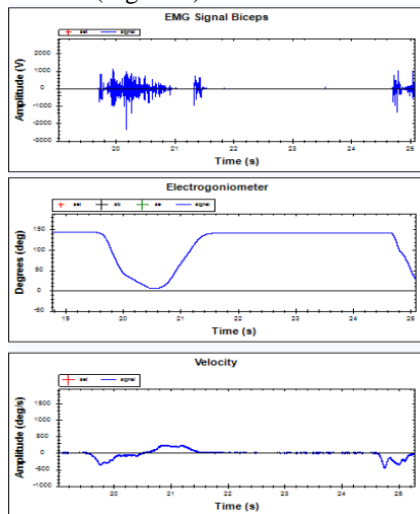 EMG Signal Biceps
signal
Amplitude (V)
2000
1000
0
-1000
-2000
-3000
20 21 22 23 24 25
Time (s)
Electrogoniometer
signal
Degrees (deg)
150
100
50
0
-50
19 20 21 22 23 24 25
Time (s)
Velocity
signal
Amplitude (deg/s)
1500
1000
500
0
-500
-1000
20 21 22 23 24 25
Time (s)